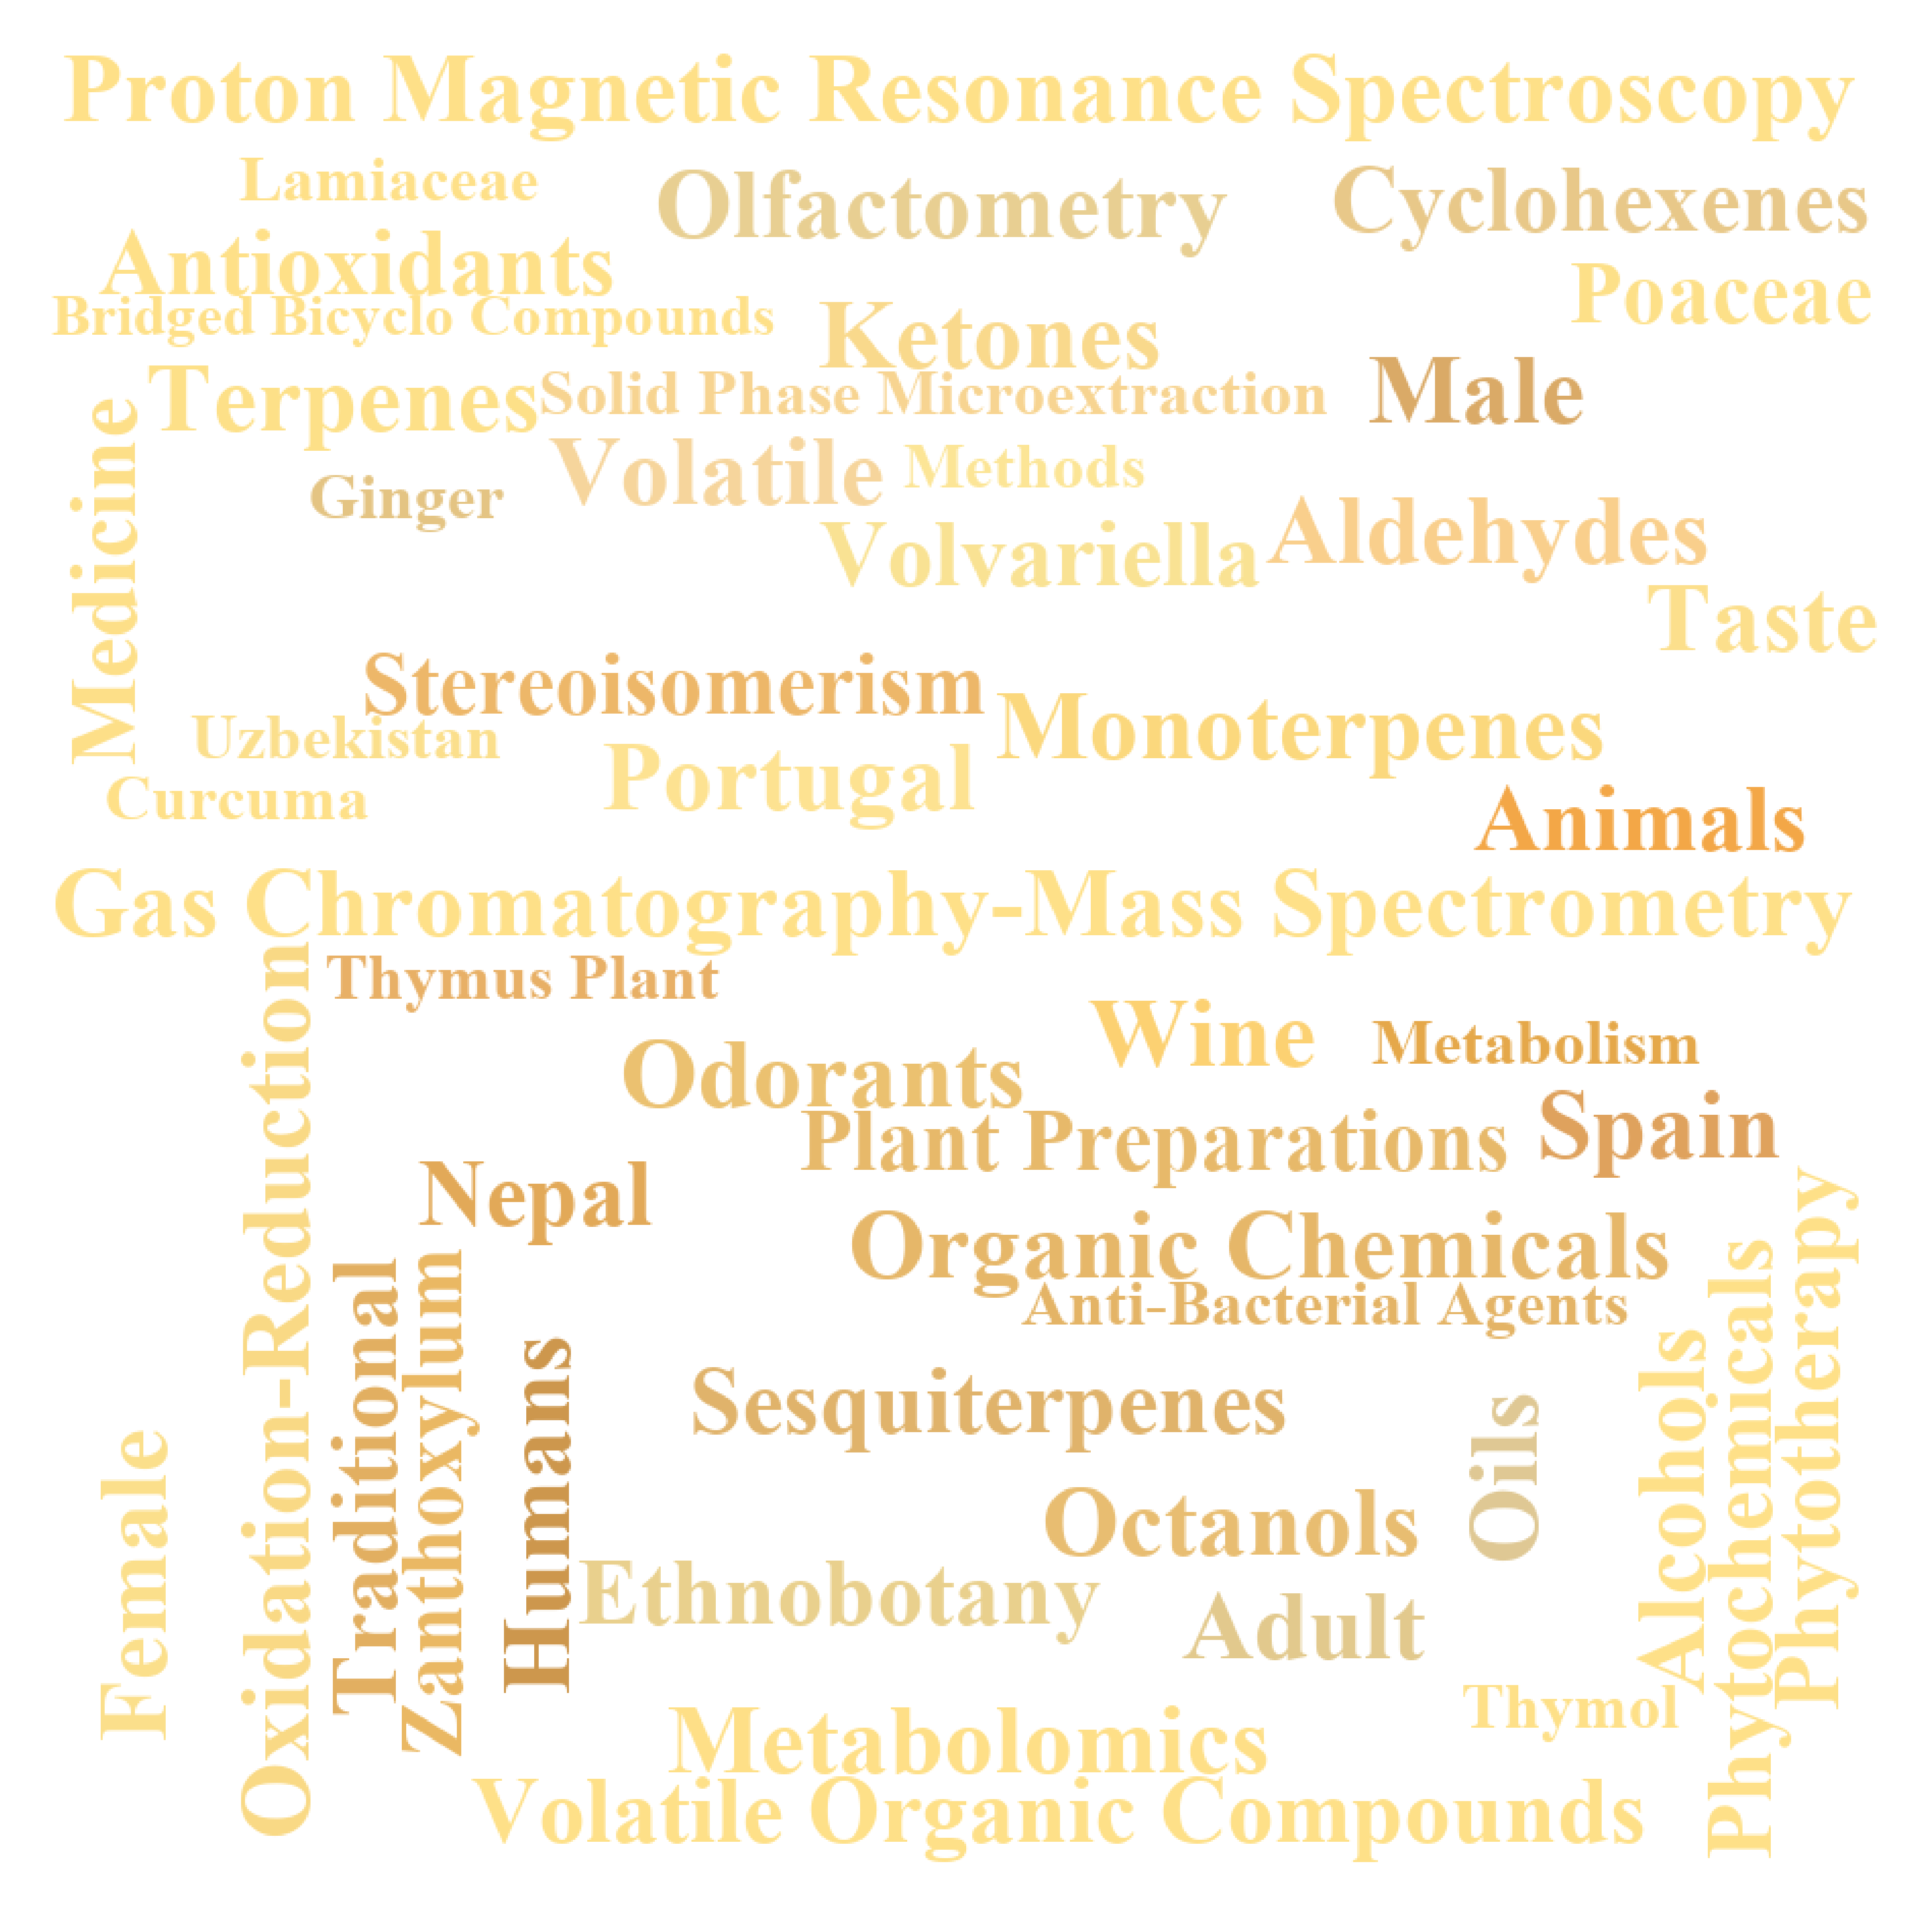 Proton Magnetic Resonance Spectroscopy
Lamiaceae
Olfactometry
Cyclohexenes
Antioxidants
Poaceae
Bridged Bicyclo Compounds
Ketones
Terpenes
Solid Phase Microextraction
Male
Medicine
Ginger
Volatile
Methods
Volvariella
Aldehydes
Taste
Stereoisomerism
Uzbekistan
Monoterpenes
Portugal
Curcuma
Animals
Gas Chromatography-Mass Spectrometry
Thymus Plant
Wine
Metabolism
Odorants
Plant Preparations
Spain
Nepal
Oxidation-Reduction
Organic Chemicals
Anti-Bacterial Agents
Traditional
Zanthoxylum
Humans
Sesquiterpenes
Oils
Alcohols
Phytochemicals
Phytotherapy
Female
Octanols
Ethnobotany
Adult
Thymol
Metabolomics
Volatile Organic Compounds